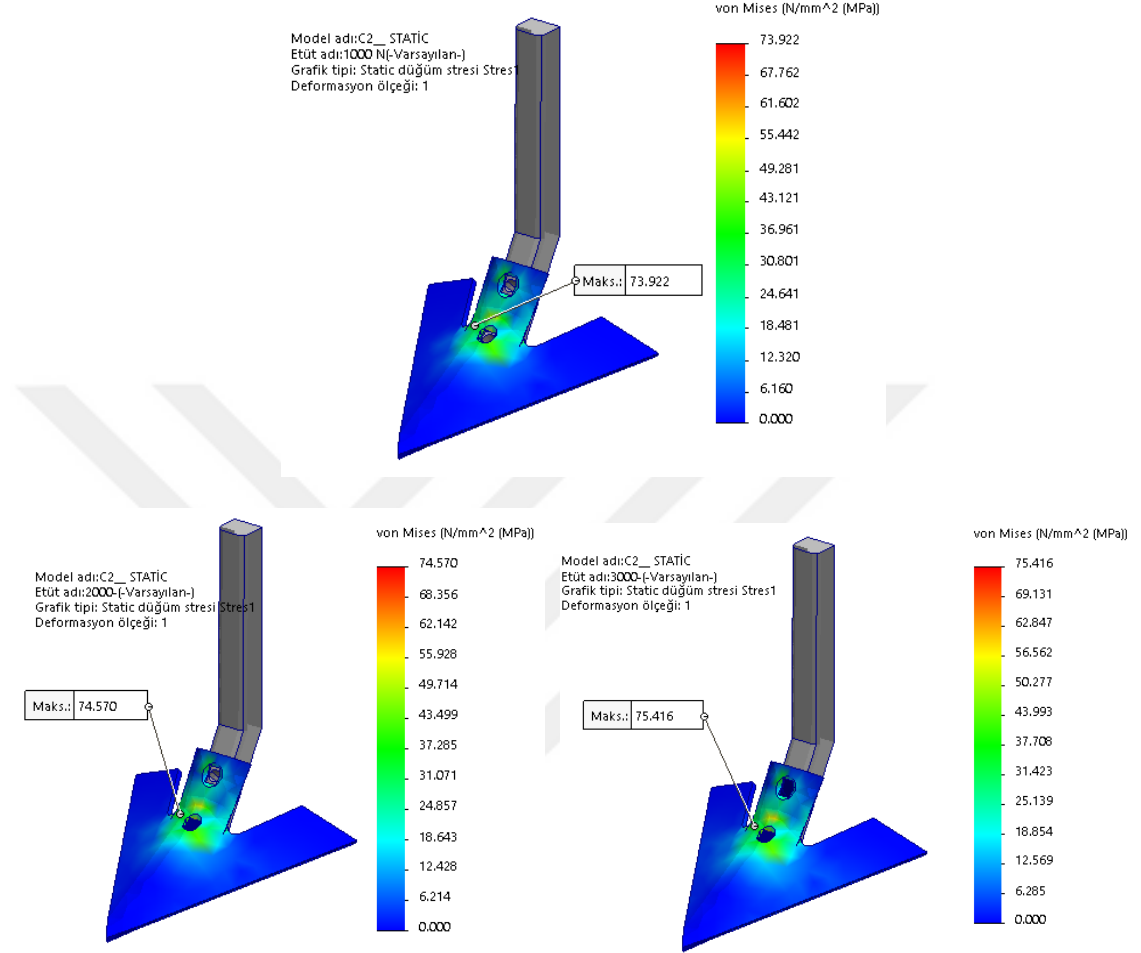 von Mises (N/mm^2 (MPa))
Model adı:C2__ STATİC
Etüt adı:1000 N(-Varsayılan-)
Grafik tipi: Static düğüm stresi Stres1
Deformasyon ölçeği: 1
73.922
67.762
61.602
55.442
49.281
43.121
36.961
30.801
24.641
18.481
12.320
6.160
0.000
Maks.: 73.922
von Mises (N/mm^2 (MPa))
Model adı:C2__ STATİC
Etüt adı:2000-(-Varsayılan-)
Grafik tipi: Static düğüm stresi Stres1
Deformasyon ölçeği: 1
74.570
68.356
62.142
55.928
49.714
43.499
37.285
31.071
24.857
18.643
12.428
6.214
0.000
Maks.: 74.570
von Mises (N/mm^2 (MPa))
Model adı:C2__ STATİC
Etüt adı:3000-(-Varsayılan-)
Grafik tipi: Static düğüm stresi Stres1
Deformasyon ölçeği: 1
75.416
69.131
62.847
56.562
50.277
43.993
37.708
31.423
25.139
18.854
12.569
6.285
0.000
Maks.: 75.416